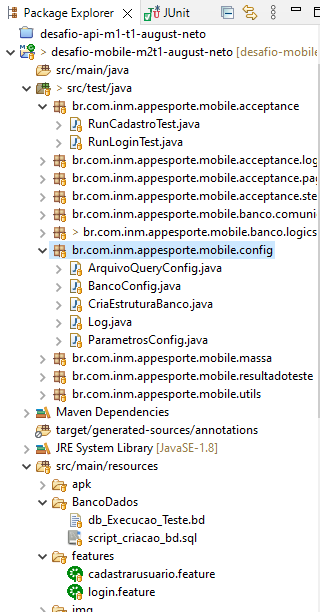 Package Explorer JUnit
desafio-api-m1-t1-august-neto
> desafio-mobile-m2t1-august-neto [desafio-mobile
src/main/java
> src/test/java
br.com.inm.appesporte.mobile.acceptance
RunCadastroTest.java
RunLoginTest.java
br.com.inm.appesporte.mobile.acceptance.log
br.com.inm.appesporte.mobile.acceptance.pa
br.com.inm.appesporte.mobile.acceptance.ste
br.com.inm.appesporte.mobile.banco.comuni
> br.com.inm.appesporte.mobile.banco.logics
br.com.inm.appesporte.mobile.config
ArquivoQueryConfig.java
BancoConfig.java
CriaEstruturaBanco.java
Log.java
ParametrosConfig.java
br.com.inm.appesporte.mobile.massa
br.com.inm.appesporte.mobile.resultadoteste
br.com.inm.appesporte.mobile.utils
Maven Dependencies
target/generated-sources/annotations
JRE System Library [JavaSE-1.8]
src/main/resources
apk
BancoDados
db_Execucao_Teste.bd
script_criacao_bd.sql
features
cadastrarusuario.feature
login.feature
img